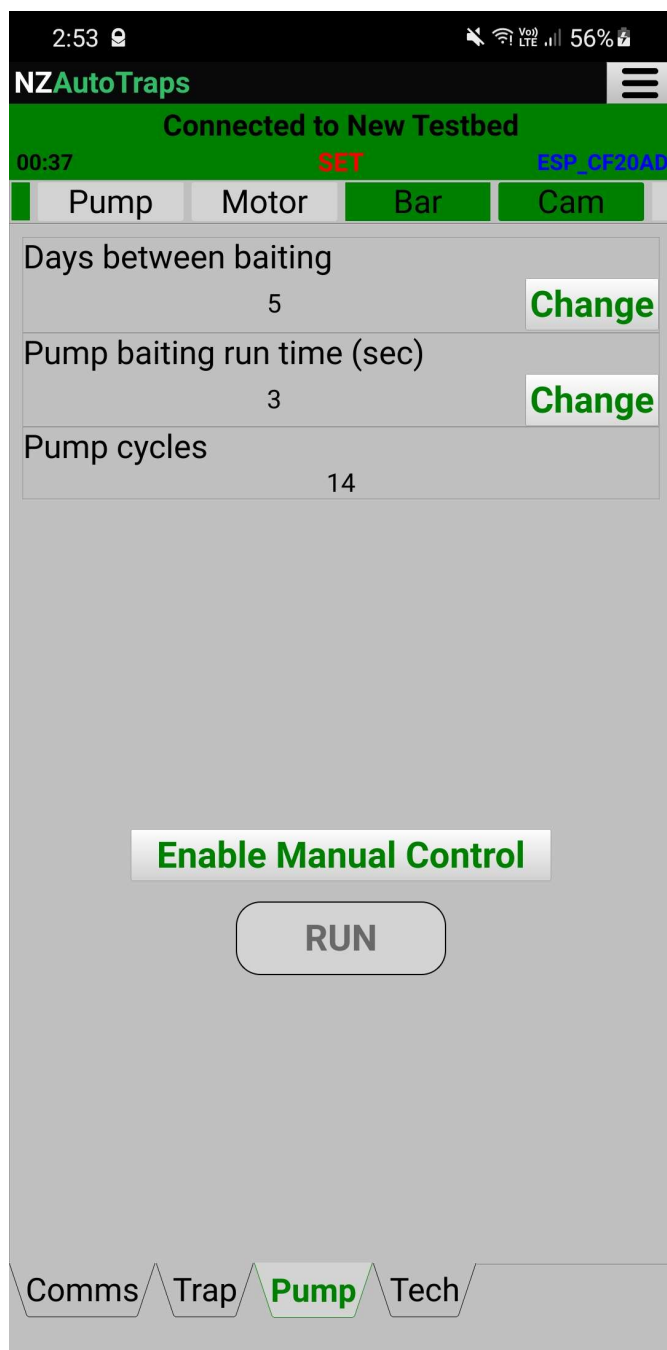 2:53 Vo)) LTE 56%
NZAutoTraps
Connected to New Testbed
00:37 SET ESP_CF20AD
Pump Motor Bar Cam
Days between baiting
5 Change
Pump baiting run time (sec)
3 Change
Pump cycles
14
Enable Manual Control
RUN
Comms Trap Pump Tech